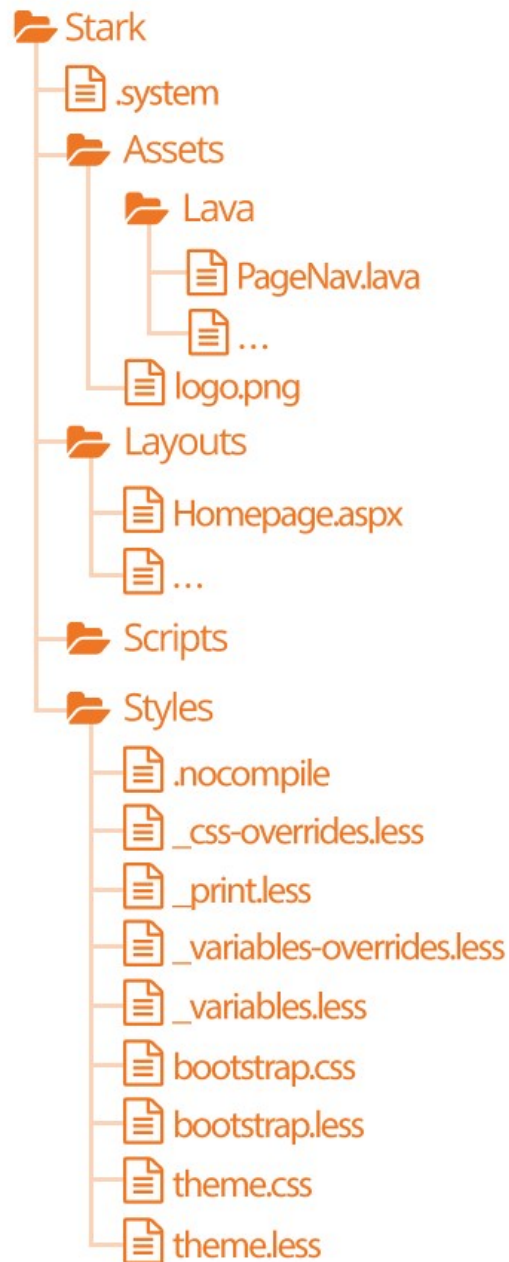 Stark
.system
Assets
Lava
PageNav.lava
...
logo.png
Layouts
Homepage.aspx
...
Scripts
Styles
.nocompile
_css-overrides.less
_print.less
_variables-overrides.less
_variables.less
bootstrap.css
bootstrap.less
theme.css
theme.less